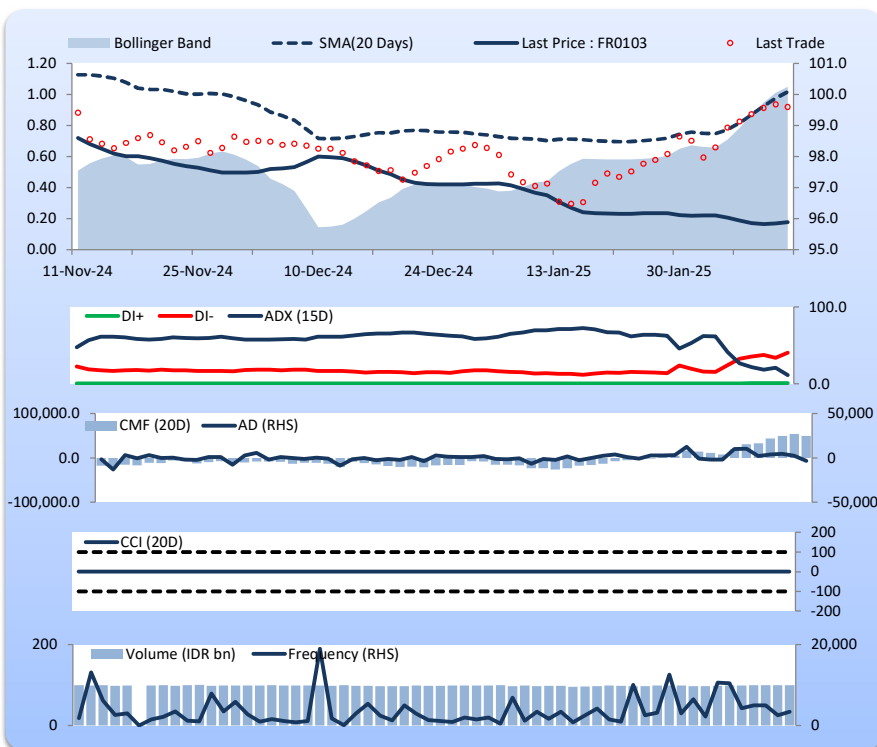 Bollinger Band SMA(20 Days) Last Price : FR0103 Last Trade
1.20 101.0
1.00 100.0
0.80 99.0
0.60 98.0
0.40 97.0
0.20 96.0
0.00 95.0
11-Nov-24 25-Nov-24 10-Dec-24 24-Dec-24 13-Jan-25 30-Jan-25
DI+ DI- ADX (15D) 100.0
0.0
100,000.0 CMF (20D) AD (RHS) 50,000
0.0 0
-100,000.0 -50,000
CCI (20D) 200
100
0
-100
-200
200 Volume (IDR bn) Frequency (RHS) 20,000
0 0